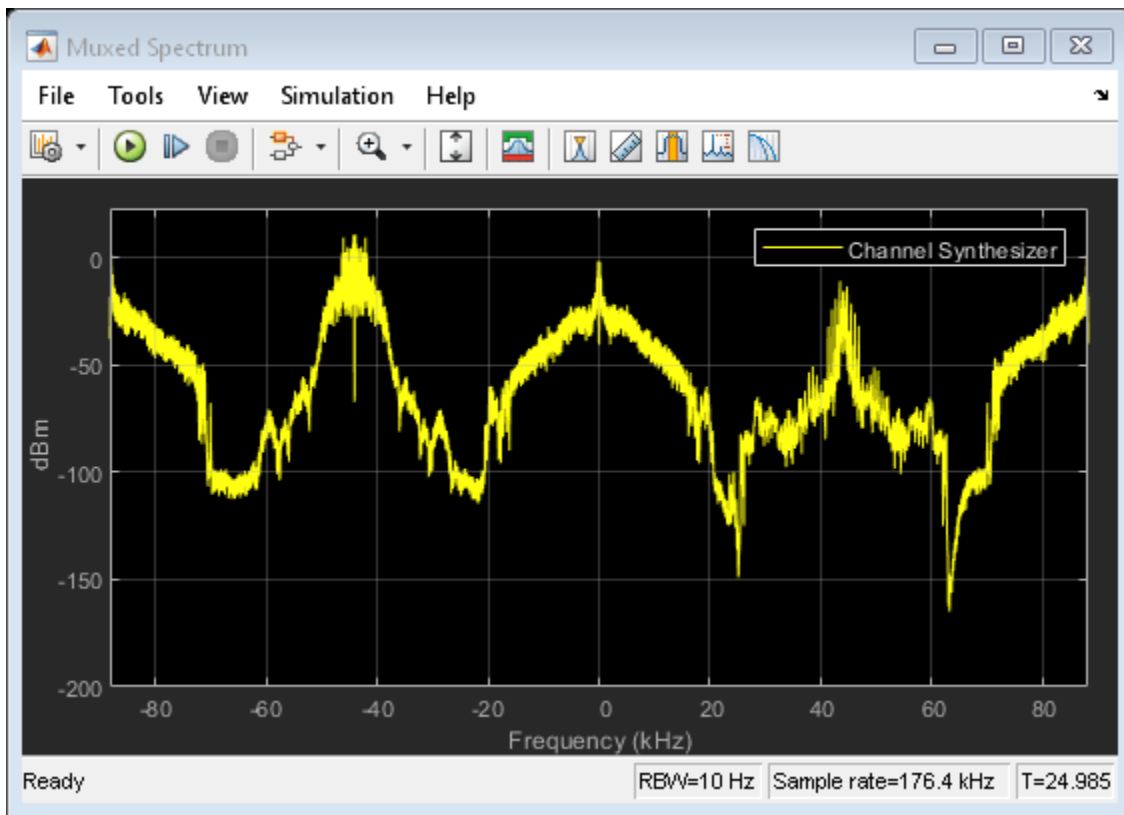 Muxed Spectrum
File Tools View Simulation Help
Channel Synthesizer
0
-50
-100
-150
-200
dBm
-80 -60 -40 -20 0 20 40 60 80
Frequency (kHz)
Ready RBW=10 Hz Sample rate=176.4 kHz T=24.985